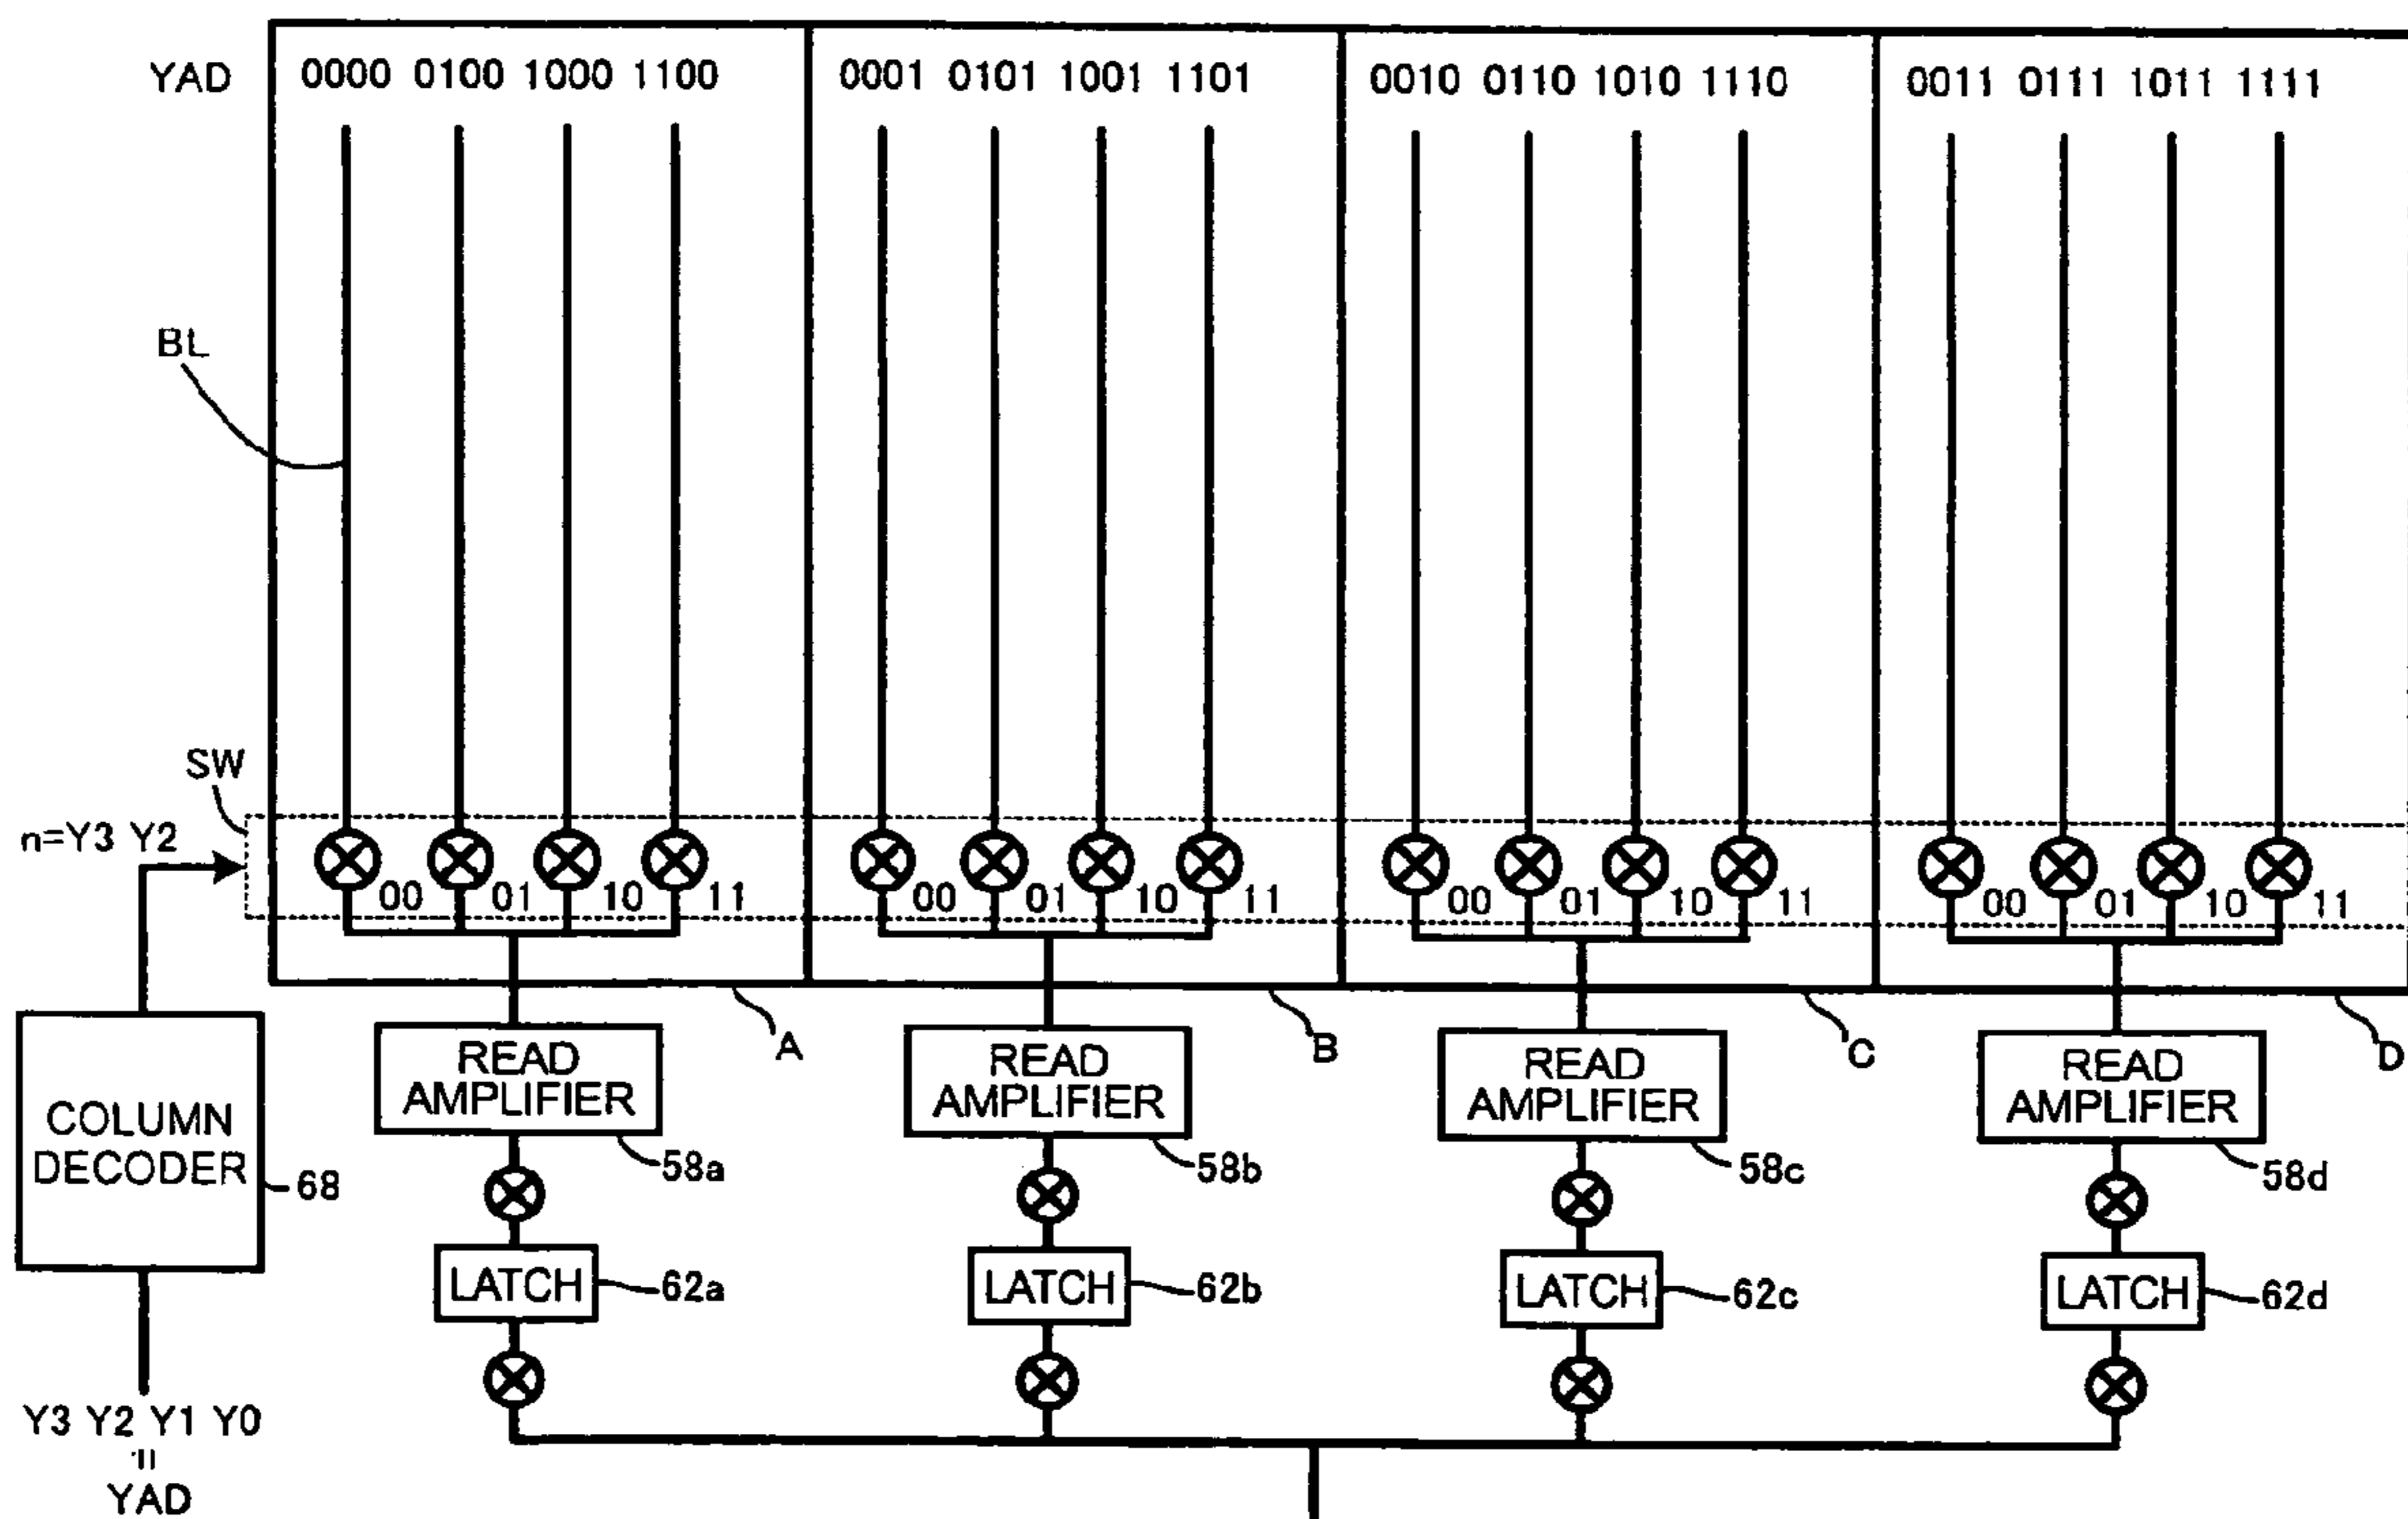 YAD 0000 0100 1000 1100 0001 0101 1001 1101 0010 0110 1010 1110 0011 0111 1011 1111
BL
SW
n=Y3 Y2
00 01 10 11 00 01 10 11 00 01 10 11 00 01 10 11
A B C D
COLUMN DECODER
68
READ AMPLIFIER
58a
READ AMPLIFIER
58b
READ AMPLIFIER
58c
READ AMPLIFIER
58d
LATCH 62a LATCH 62b LATCH 62c LATCH 62d
Y3 Y2 Y1 Y0
=
YAD